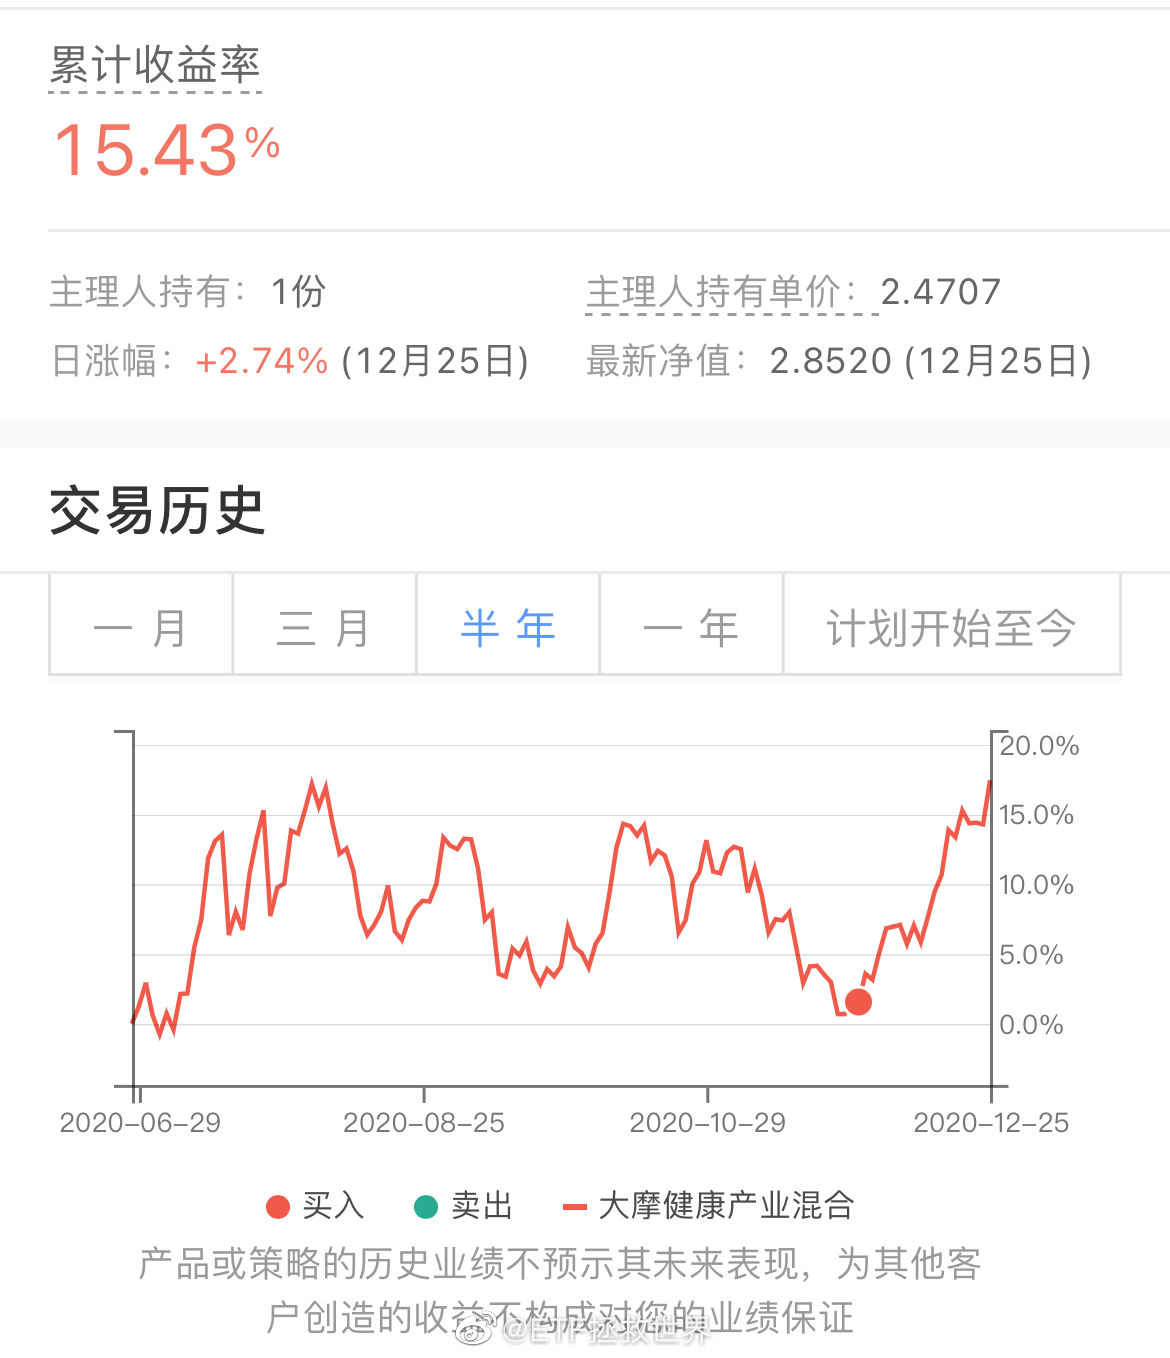 累计收益率
15.43%
主理人持有： 1份 主理人持有单价： 2.4707
日涨幅： +2.74% (12月25日) 最新净值： 2.8520 (12月25日)
交易历史
一 月 三 月 半 年 一 年 计划开始至今
20.0%
15.0%
10.0%
5.0%
0.0%
2020-06-29 2020-08-25 2020-10-29 2020-12-25
买入 卖出 大摩健康产业混合
产品或策略的历史业绩不预示其未来表现，为其他客
户创造的收益不构成对您的业绩保证
@ETF拯救世界